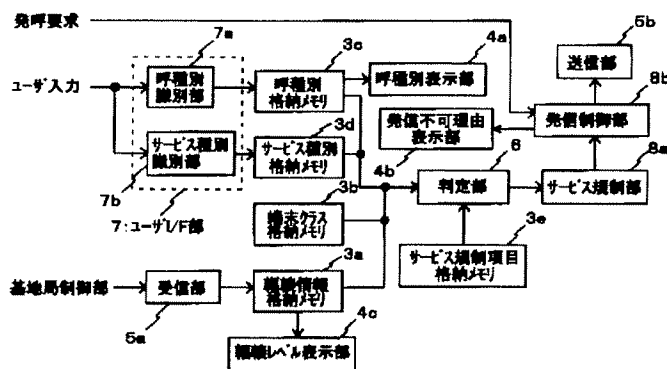 発呼要求
ユーザ入力
7a
呼種別
識別部
サービス種別
識別部
7b
7:ユーザI/F部
3c
呼種別
格納メモリ
3d
サービス種別
格納メモリ
3b
端末クラス
格納メモリ
3a
輻輳情報
格納メモリ
基地局制御部
受信部
5a
4c
輻輳レベル表示部
4a
呼種別表示部
発信不可理由
表示部
4b
6
判定部
3e
サービス規制項目
格納メモリ
5b
送信部
8b
発信制御部
8a
サービス規制部